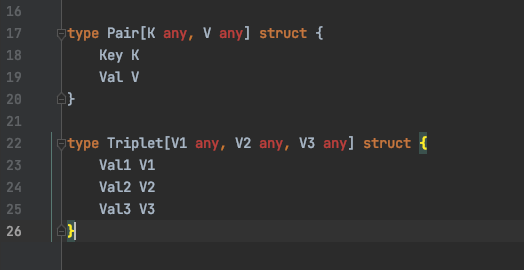 16
17 type Pair[K any, V any] struct {
18     Key K
19     Val V
20 }
21
22 type Triplet[V1 any, V2 any, V3 any] struct {
23     Val1 V1
24     Val2 V2
25     Val3 V3
26 }